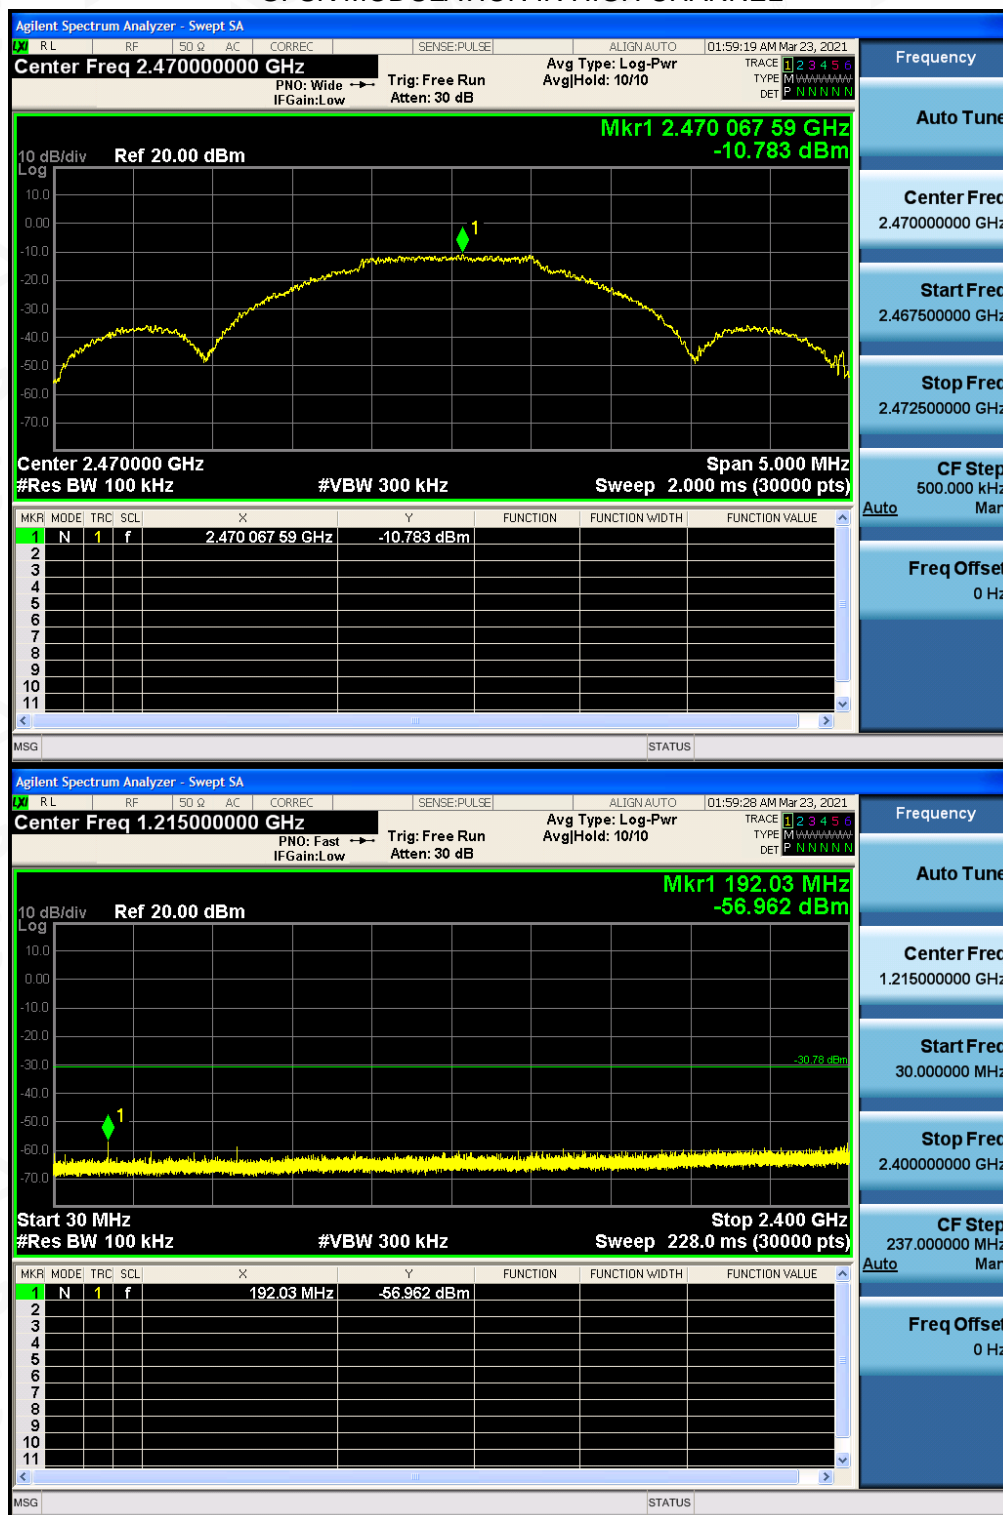 GFSK MODULATION IN HIGH CHANNEL
Agilent Spectrum Analyzer - Swept SA
LXI RL RF 50 Ω AC CORREC SENSE:PULSE ALIGN AUTO 01:59:19 AM Mar 23, 2021
Center Freq 2.470000000 GHz
PNO: Wide
IFGain:Low
Trig: Free Run
Atten: 30 dB
Avg Type: Log-Pwr
Avg|Hold: 10/10
TRACE 1 2 3 4 5 6
TYPE M
DET P N N N N N
Frequency
Auto Tune
Mkr1 2.470 067 59 GHz
-10.783 dBm
10 dB/div Ref 20.00 dBm
Log
10.0
0.00
-10.0
-20.0
-30.0
-40.0
-50.0
-60.0
-70.0
1
Center Freq
2.470000000 GHz
Start Freq
2.467500000 GHz
Stop Freq
2.472500000 GHz
Center 2.470000 GHz Span 5.000 MHz
#Res BW 100 kHz #VBW 300 kHz Sweep 2.000 ms (30000 pts)
CF Step
500.000 kHz
Auto Man
Freq Offset
0 Hz
MKR MODE TRC SCL X Y FUNCTION FUNCTION WIDTH FUNCTION VALUE
1 N 1 f 2.470 067 59 GHz -10.783 dBm
2
3
4
5
6
7
8
9
10
11
MSG STATUS
Agilent Spectrum Analyzer - Swept SA
LXI RL RF 50 Ω AC CORREC SENSE:PULSE ALIGN AUTO 01:59:28 AM Mar 23, 2021
Center Freq 1.215000000 GHz
PNO: Fast
IFGain:Low
Trig: Free Run
Atten: 30 dB
Avg Type: Log-Pwr
Avg|Hold: 10/10
TRACE 1 2 3 4 5 6
TYPE M
DET P N N N N N
Frequency
Auto Tune
Mkr1 192.03 MHz
-56.962 dBm
10 dB/div Ref 20.00 dBm
Log
10.0
0.00
-10.0
-20.0
-30.0
-40.0
-50.0
-60.0
-70.0
-30.78 dBm
1
Center Freq
1.215000000 GHz
Start Freq
30.000000 MHz
Stop Freq
2.400000000 GHz
Start 30 MHz Stop 2.400 GHz
#Res BW 100 kHz #VBW 300 kHz Sweep 228.0 ms (30000 pts)
CF Step
237.000000 MHz
Auto Man
Freq Offset
0 Hz
MKR MODE TRC SCL X Y FUNCTION FUNCTION WIDTH FUNCTION VALUE
1 N 1 f 192.03 MHz -56.962 dBm
2
3
4
5
6
7
8
9
10
11
MSG STATUS